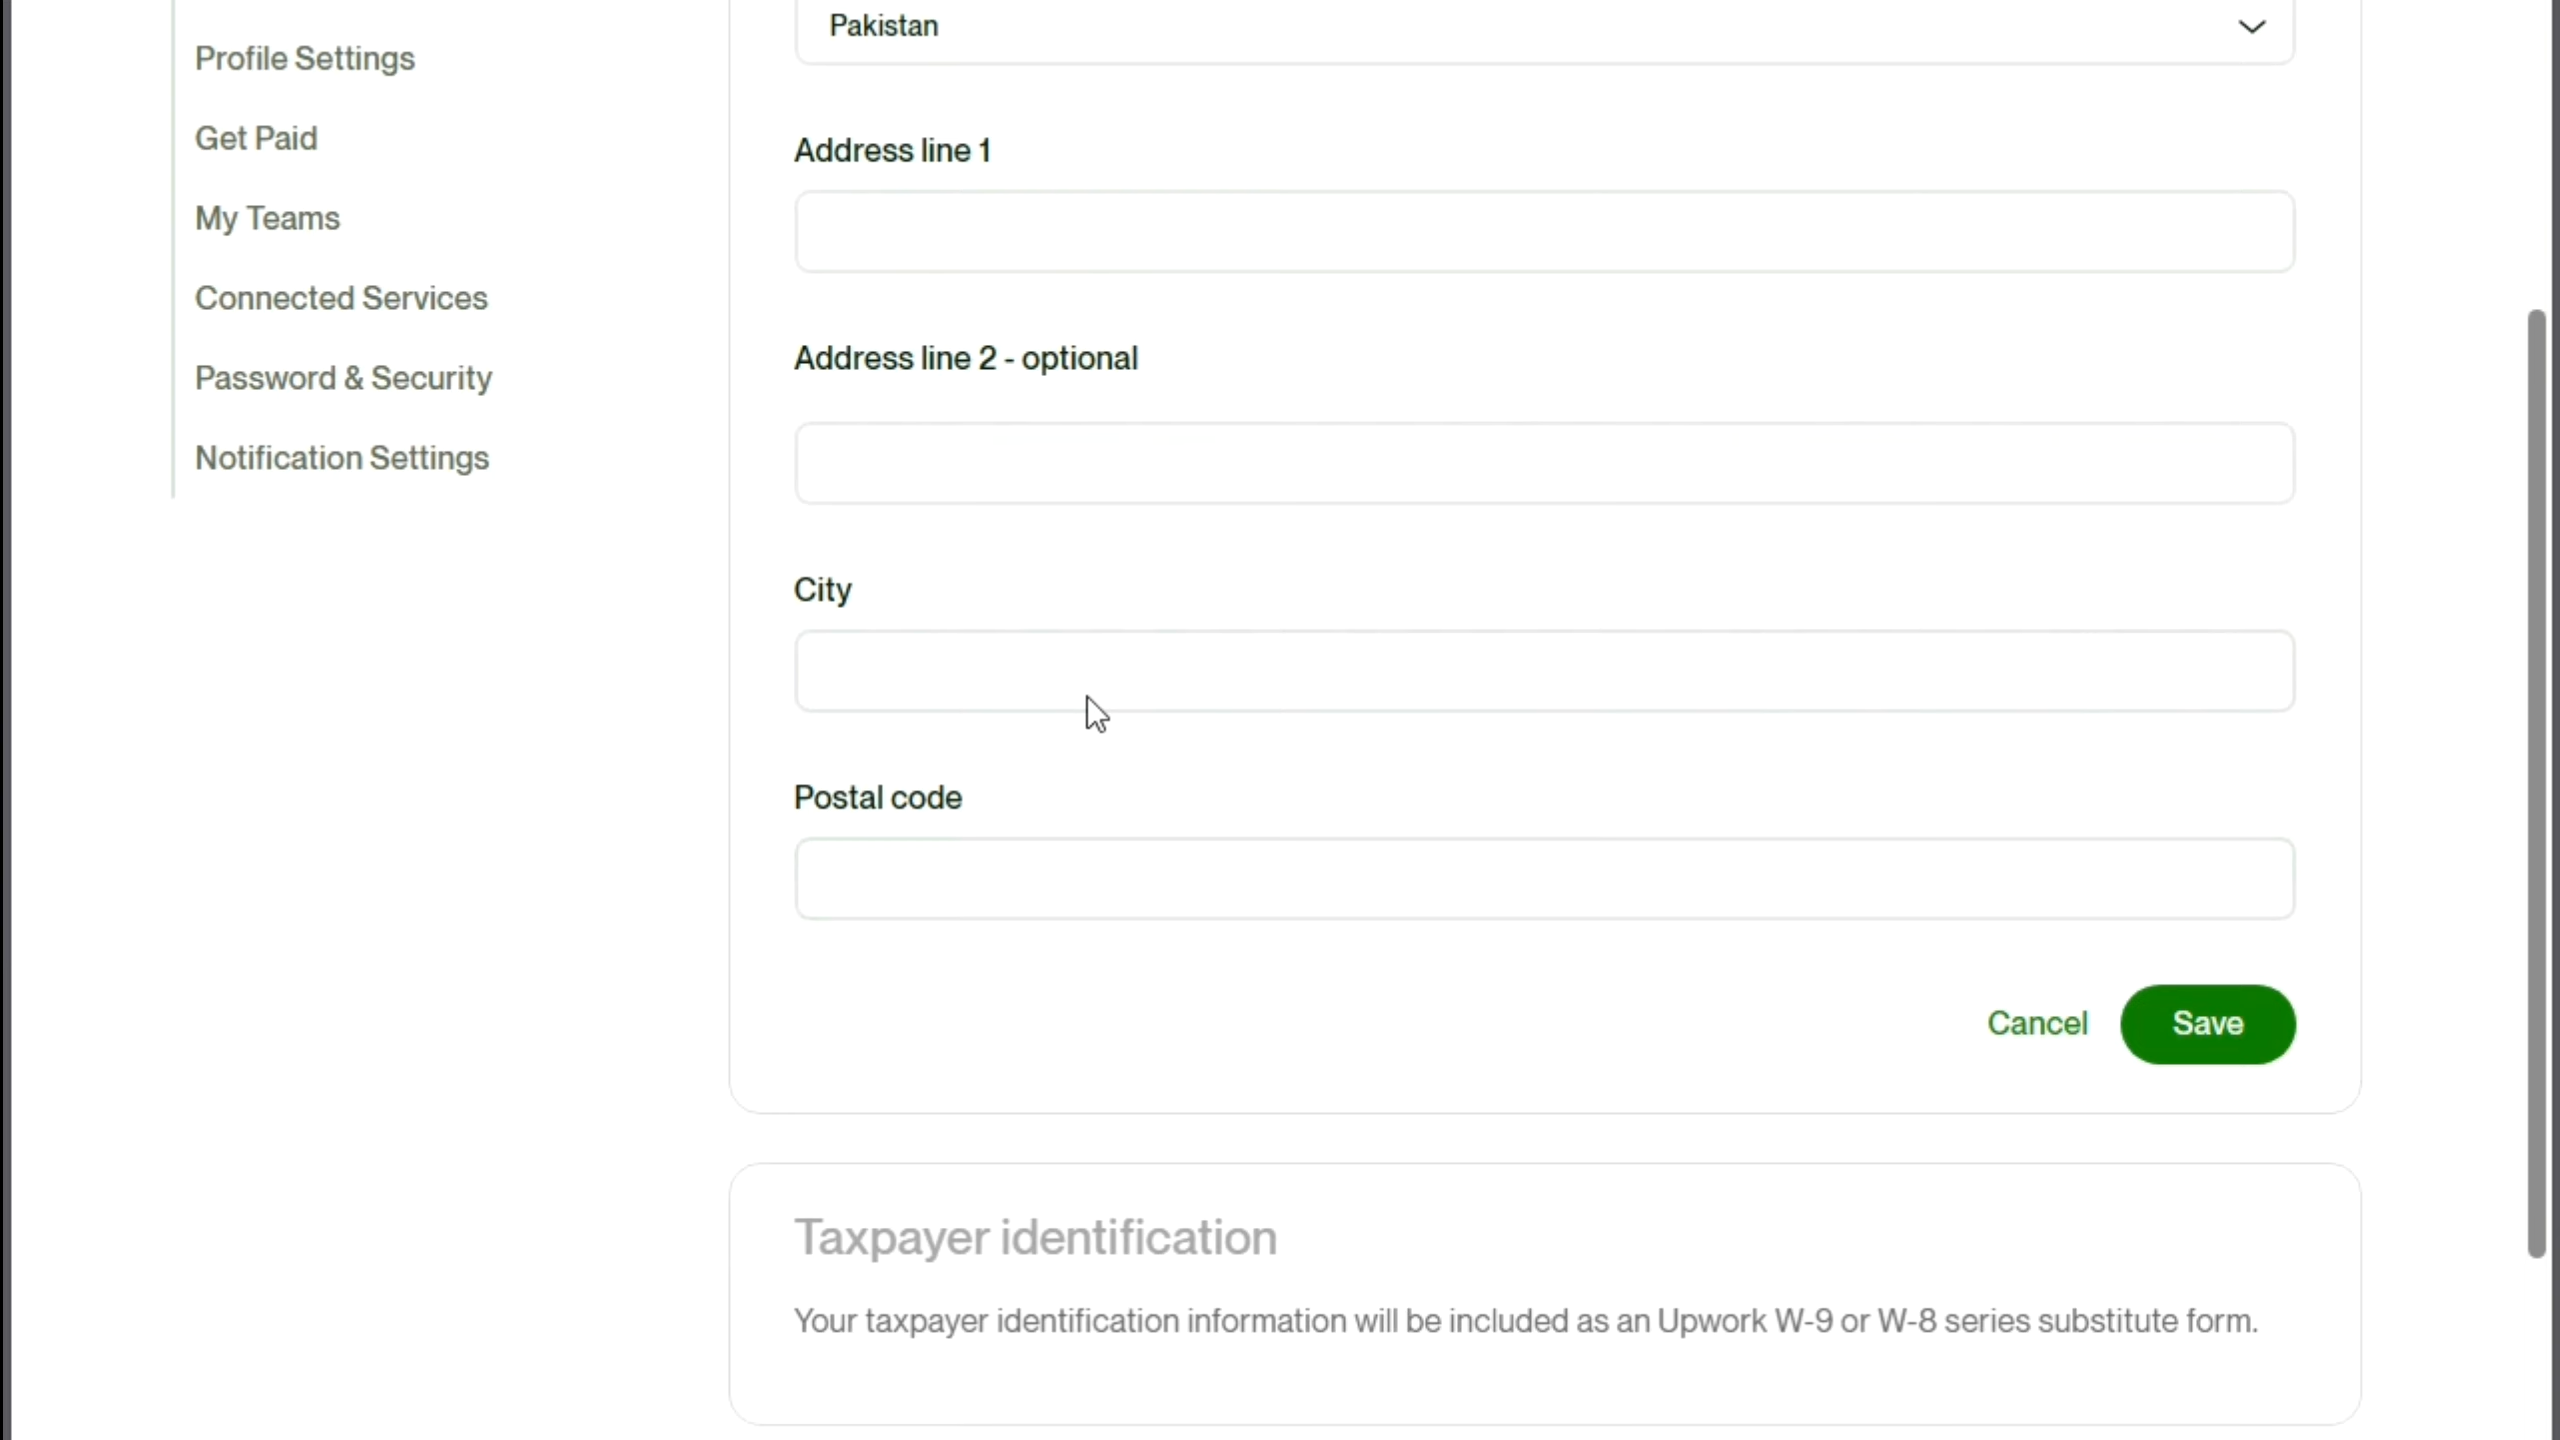 Profile Settings
Get Paid
My Teams
Connected Services
Password & Security
Notification Settings
Pakistan
Address line 1
Address line 2 - optional
City
Postal code
Cancel
Save
Taxpayer identification
Your taxpayer identification information will be included as an Upwork W-9 or W-8 series substitute form.